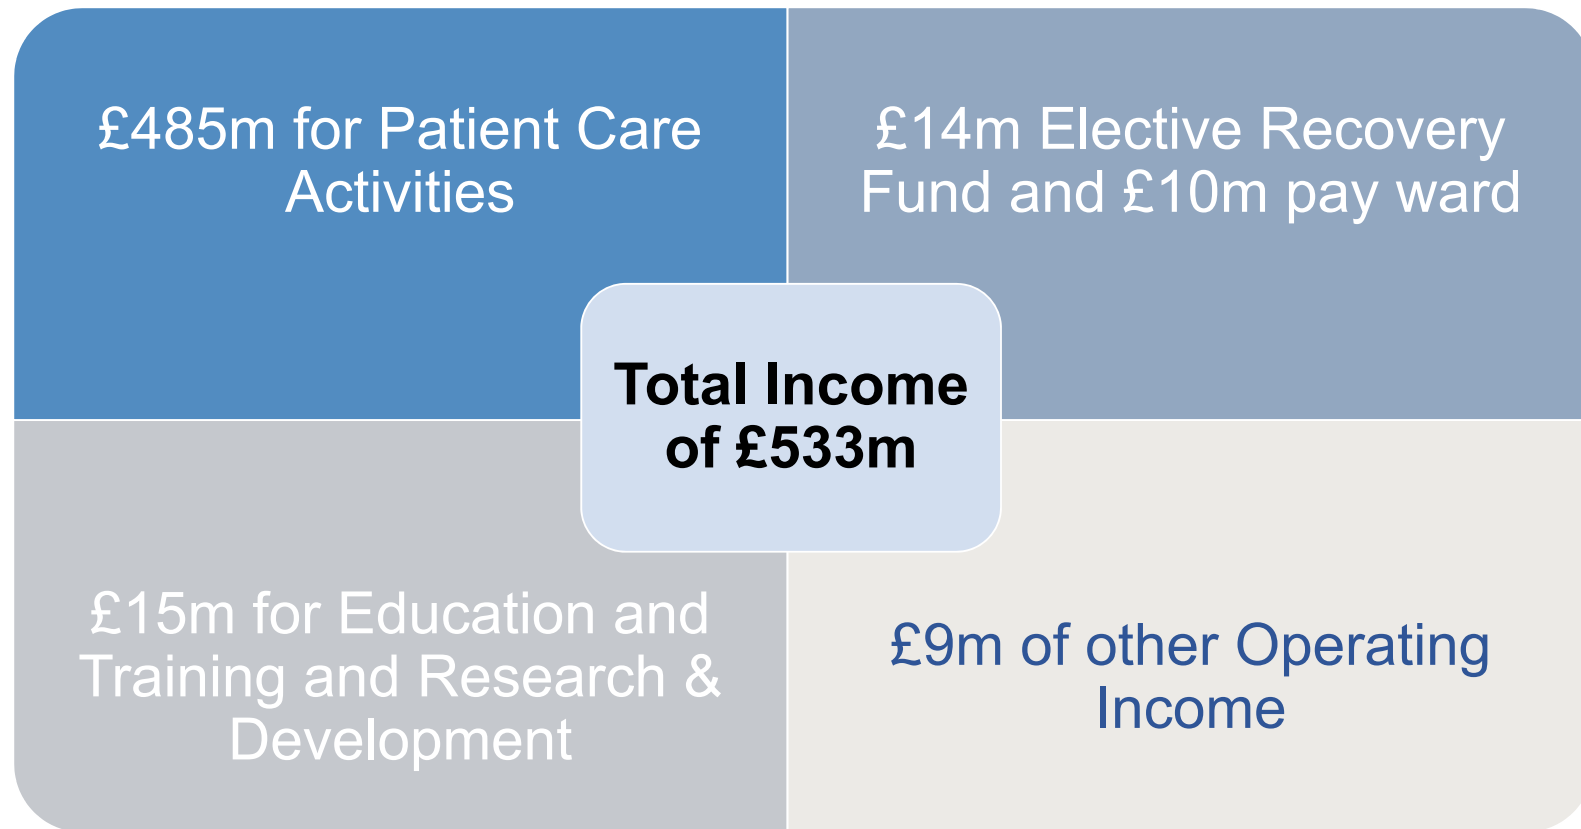 £485m for Patient Care
Activities
£14m Elective Recovery
Fund and £10m pay ward
Total Income
of £533m
£15m for Education and
Training and Research &
Development
£9m of other Operating
Income